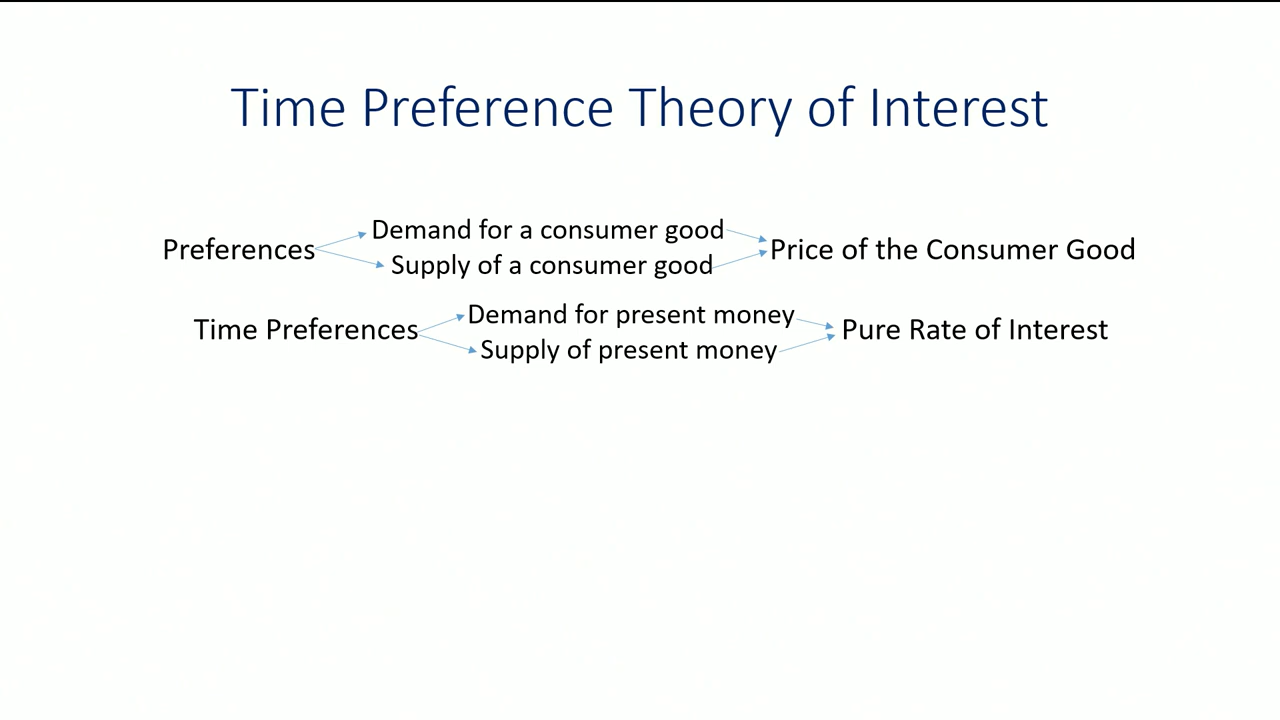 Time Preference Theory of Interest
Demand for a consumer good
Preferences
Price of the Consumer Good
Supply of a consumer good
Demand for present money
Time Preferences
Pure Rate of Interest
Supply of present money